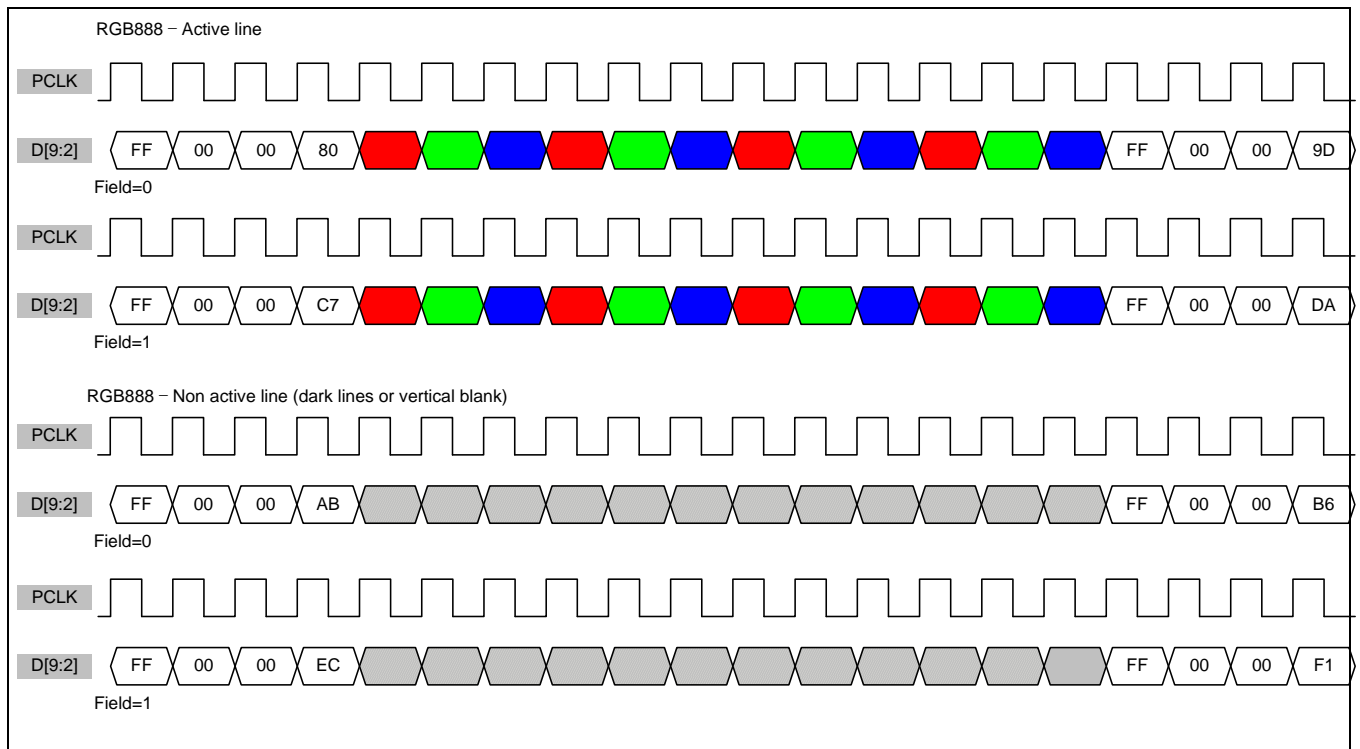 RGB888 – Active line
PCLK
D[9:2] FF 00 00 80 FF 00 00 9D
Field=0
PCLK
D[9:2] FF 00 00 C7 FF 00 00 DA
Field=1
RGB888 – Non active line (dark lines or vertical blank)
PCLK
D[9:2] FF 00 00 AB FF 00 00 B6
Field=0
PCLK
D[9:2] FF 00 00 EC FF 00 00 F1
Field=1